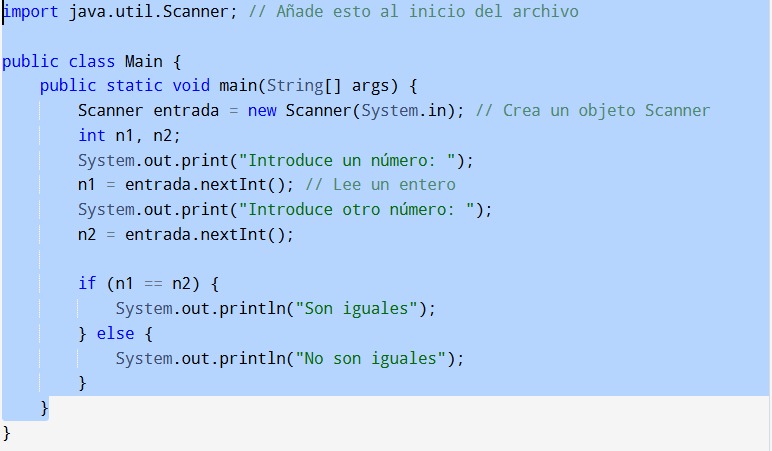 import java.util.Scanner; // Añade esto al inicio del archivo
public class Main {
public static void main(String[] args) {
Scanner entrada = new Scanner(System.in); // Crea un objeto Scanner
int n1, n2;
System.out.print("Introduce un número: ");
n1 = entrada.nextInt(); // Lee un entero
System.out.print("Introduce otro número: ");
n2 = entrada.nextInt();
if (n1 == n2) {
System.out.println("Son iguales");
} else {
System.out.println("No son iguales");
}
}
}